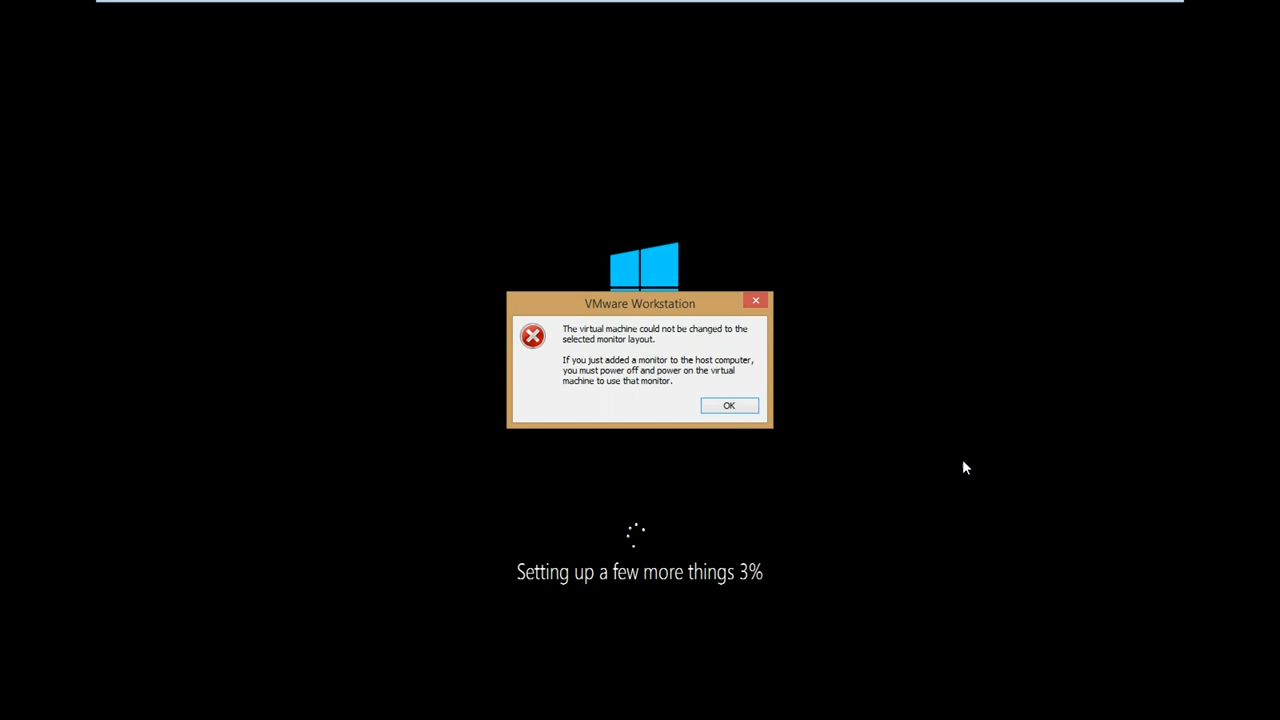 VMware Workstation
The virtual machine could not be changed to the
selected monitor layout.
If you just added a monitor to the host computer,
you must power off and power on the virtual
machine to use that monitor.
OK
Setting up a few more things 3%